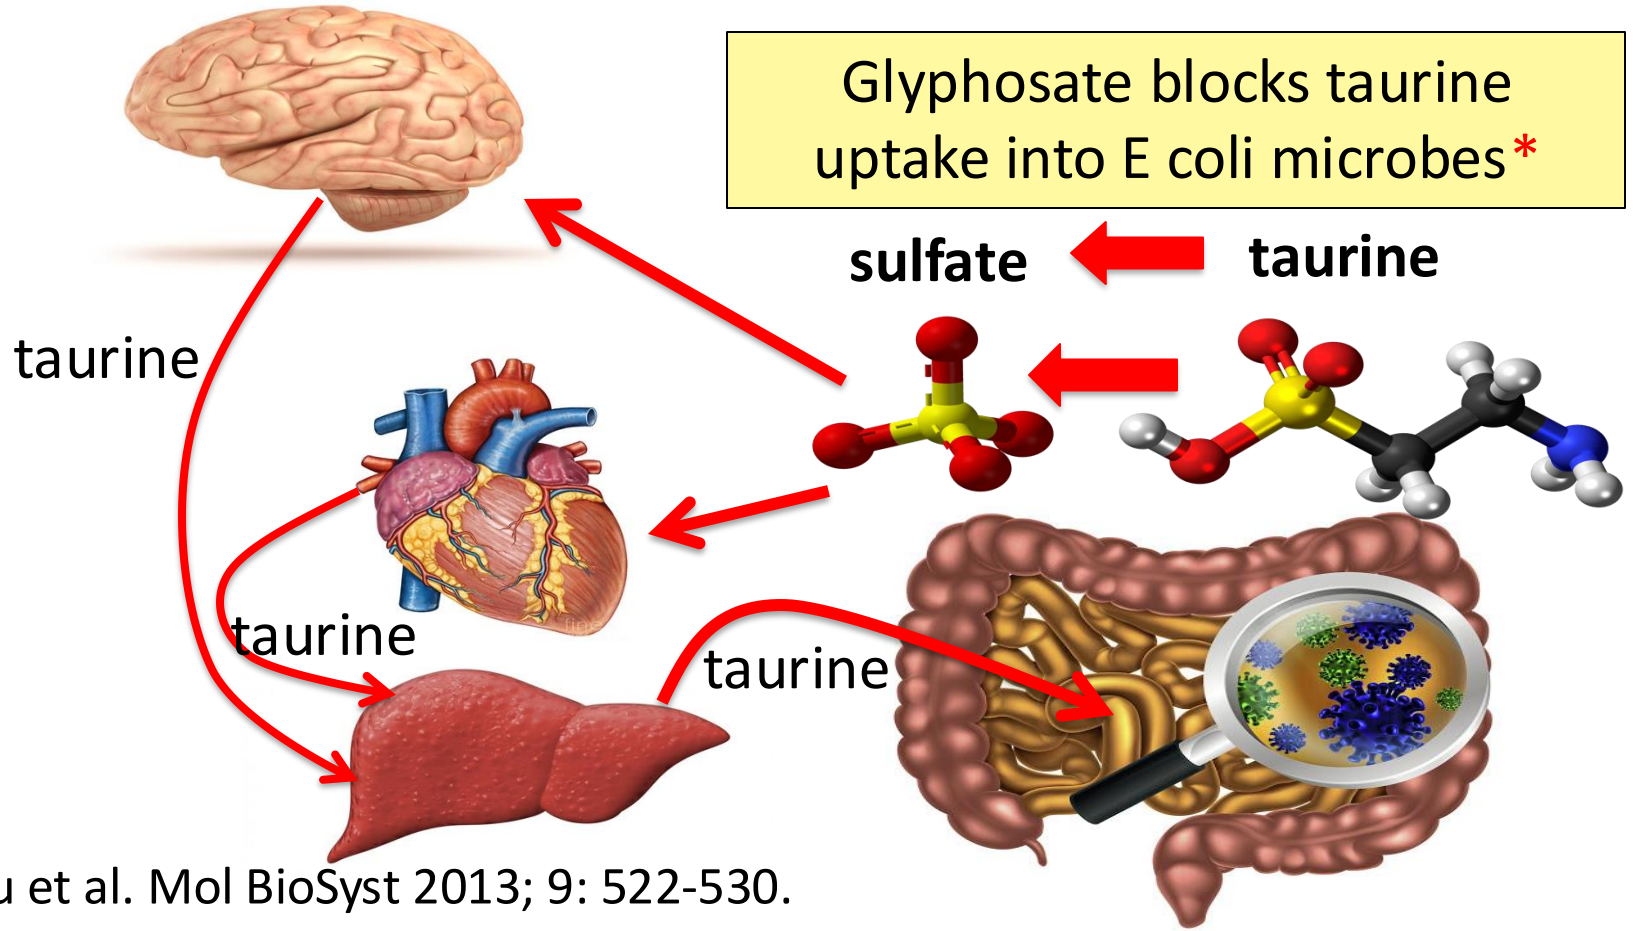 Glyphosate blocks taurine
uptake into E coli microbes*
sulfate
taurine
taurine
taurine
taurine
et al. Mol BioSyst 2013; 9: 522-530.